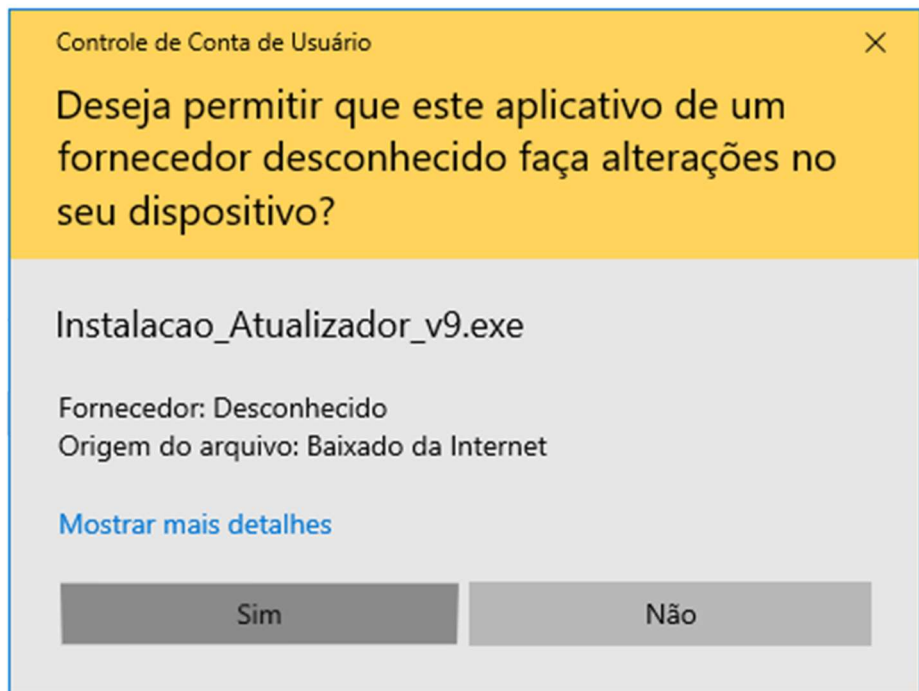 Controle de Conta de Usuário
Deseja permitir que este aplicativo de um
fornecedor desconhecido faça alterações no
seu dispositivo?
Instalacao_Atualizador_v9.exe
Fornecedor: Desconhecido
Origem do arquivo: Baixado da Internet
Mostrar mais detalhes
Sim
Não